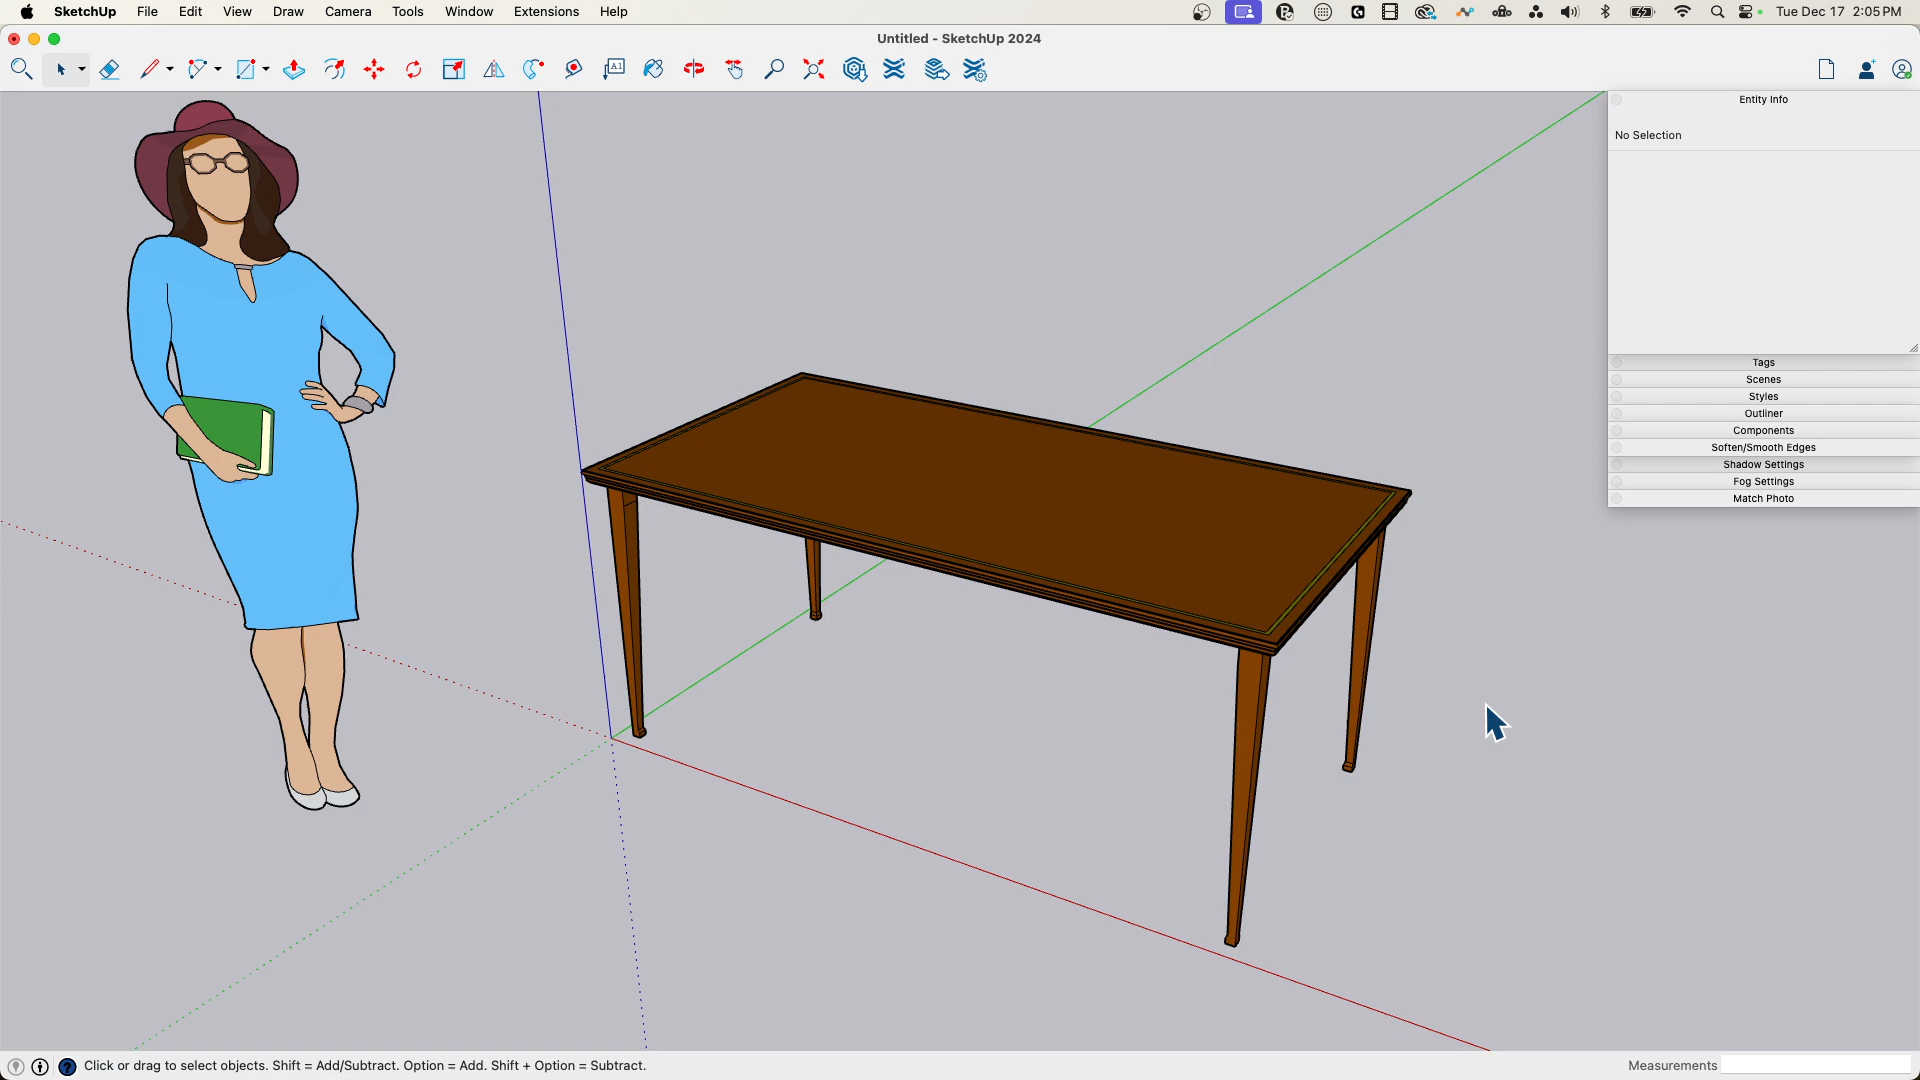 SketchUp File Edit View Draw Camera Tools Window Extensions Help Tue Dec 17 2:05 PM
Untitled - SketchUp 2024
A1
Entity Info
No Selection
Tags
Scenes
Styles
Outliner
Components
Soften/Smooth Edges
Shadow Settings
Fog Settings
Match Photo
Click or drag to select objects. Shift = Add/Subtract. Option = Add. Shift + Option = Subtract.
Measurements